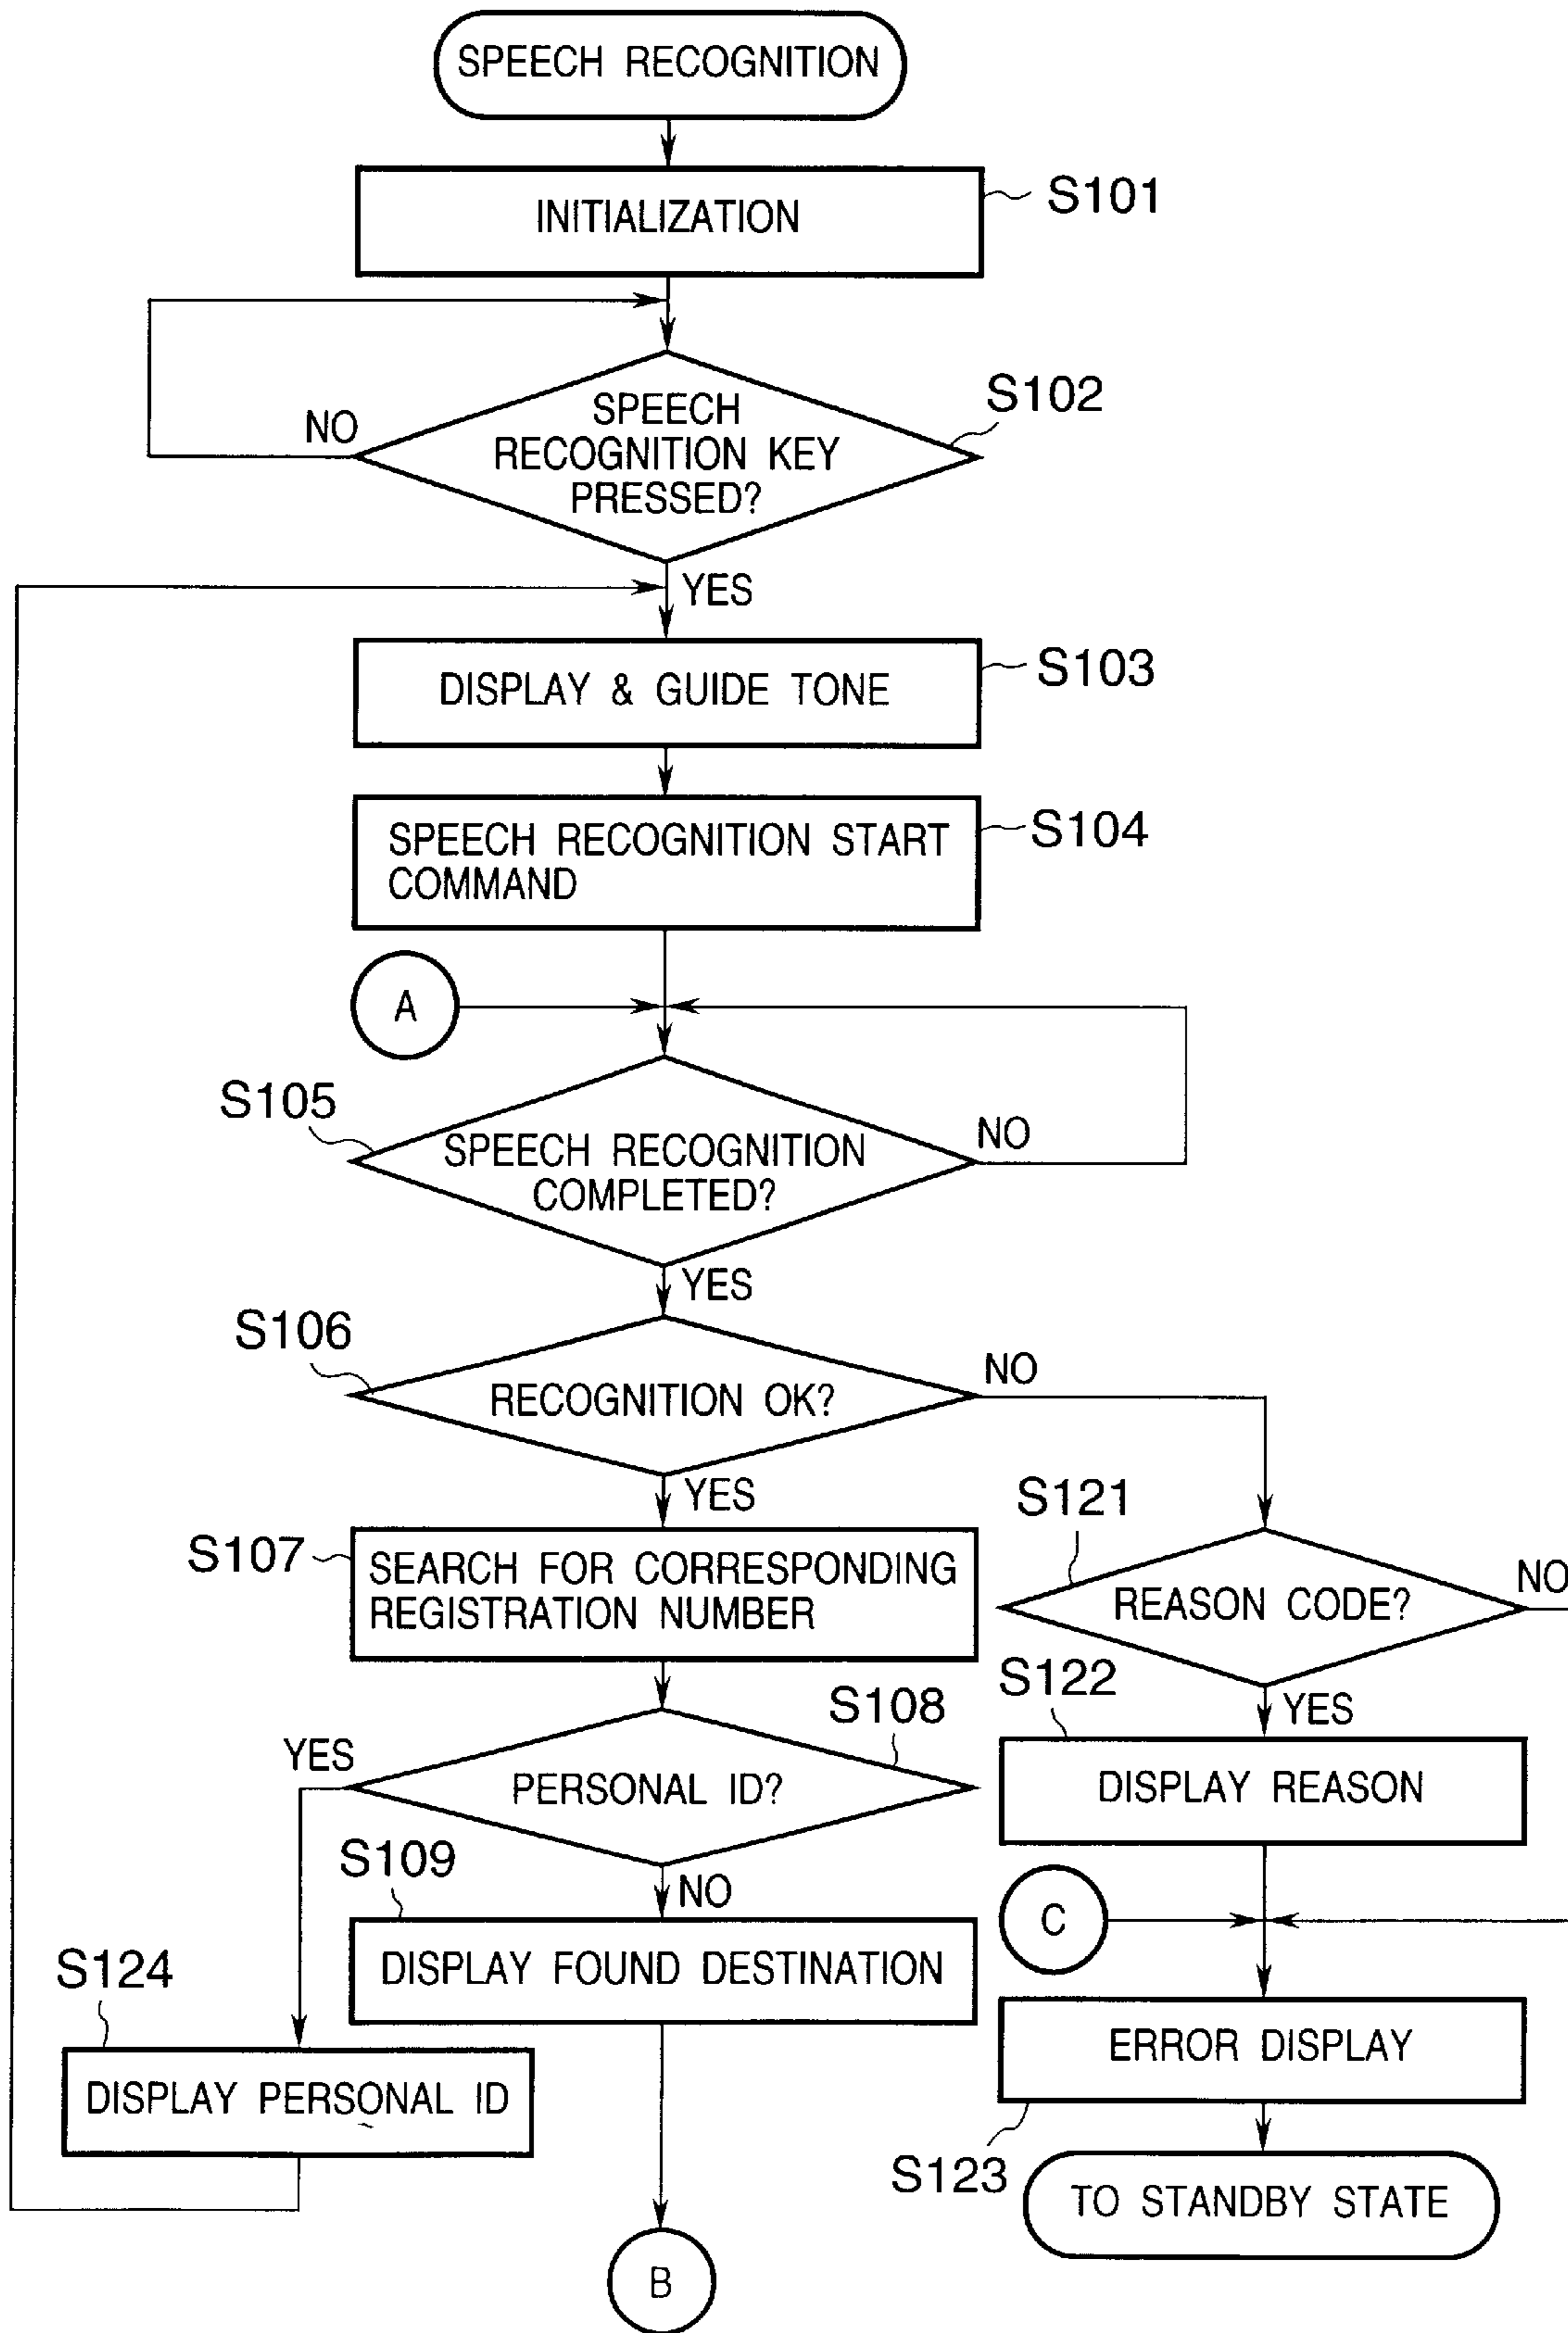 SPEECH RECOGNITION
INITIALIZATION
S101
SPEECH
RECOGNITION KEY
PRESSED?
S102
NO
YES
DISPLAY & GUIDE TONE
S103
SPEECH RECOGNITION START
COMMAND
S104
A
S105
SPEECH RECOGNITION
COMPLETED?
NO
YES
S106
RECOGNITION OK?
NO
YES
S107
SEARCH FOR CORRESPONDING
REGISTRATION NUMBER
S121
REASON CODE?
NO
YES
S108
PERSONAL ID?
YES
NO
S122
DISPLAY REASON
S109
DISPLAY FOUND DESTINATION
C
S124
DISPLAY PERSONAL ID
ERROR DISPLAY
S123
TO STANDBY STATE
B